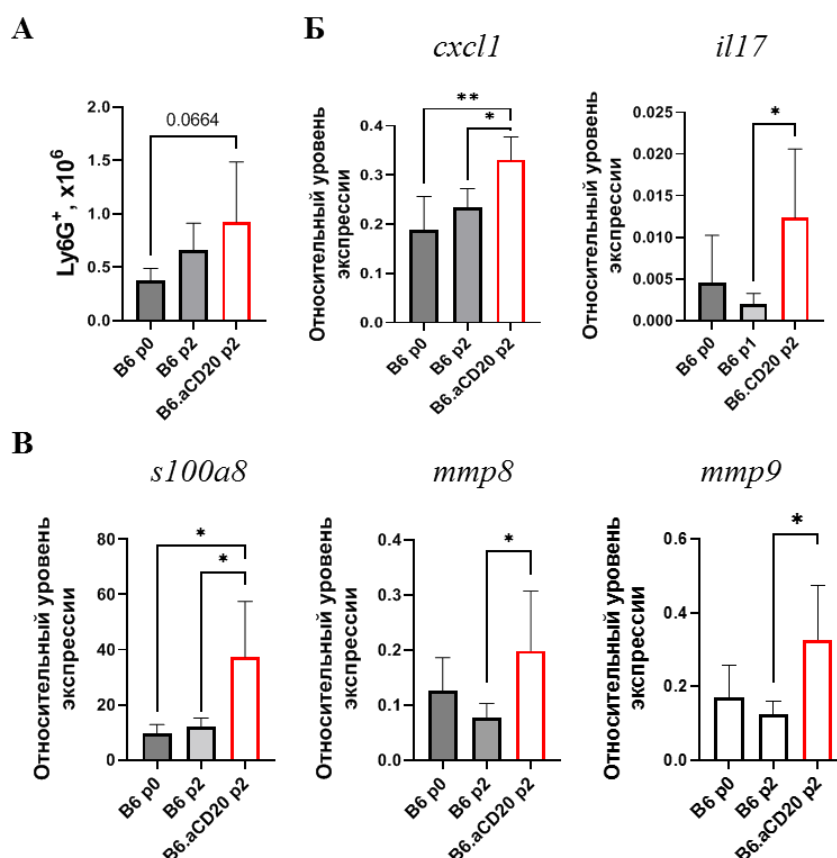 А
Ly6G⁺, x10⁶
2.0
1.5
1.0
0.5
0.0
0.0664
B6 p0
B6 p2
B6.aCD20 p2
Б
cxcl1
Относительный уровень
экспрессии
0.4
0.3
0.2
0.1
0.0
**
*
B6 p0
B6 p2
B6.aCD20 p2
il17
Относительный уровень
экспрессии
0.025
0.020
0.015
0.010
0.005
0.000
*
B6 p0
B6 p1
B6.CD20 p2
В
s100a8
Относительный уровень
экспрессии
80
60
40
20
0
*
*
B6 p0
B6 p2
B6.aCD20 p2
mmp8
Относительный уровень
экспрессии
0.4
0.3
0.2
0.1
0.0
*
B6 p0
B6 p2
B6.aCD20 p2
mmp9
Относительный уровень
экспрессии
0.6
0.4
0.2
0.0
*
B6 p0
B6 p2
B6.aCD20 p2